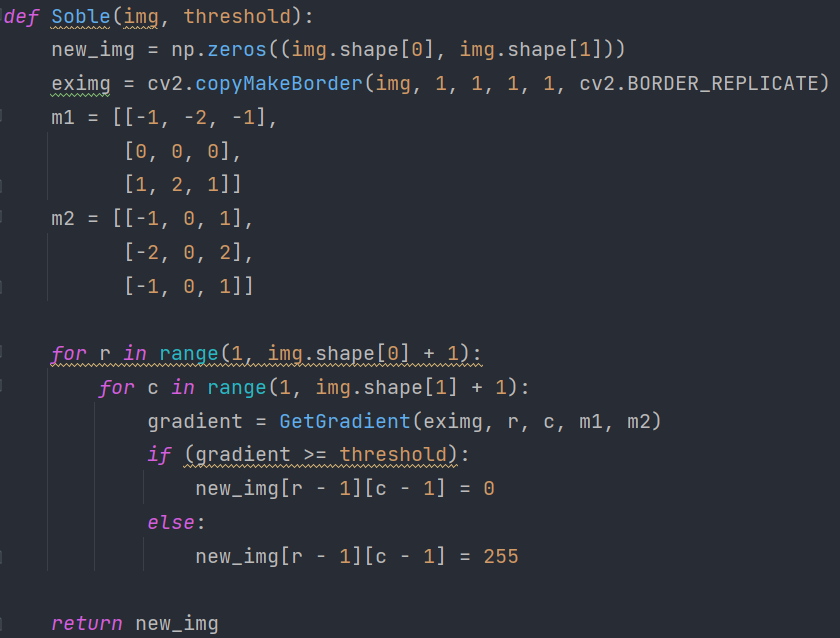 def Soble(img, threshold):
    new_img = np.zeros((img.shape[0], img.shape[1]))
    eximg = cv2.copyMakeBorder(img, 1, 1, 1, 1, cv2.BORDER_REPLICATE)
    m1 = [[-1, -2, -1],
          [0, 0, 0],
          [1, 2, 1]]
    m2 = [[-1, 0, 1],
          [-2, 0, 2],
          [-1, 0, 1]]

    for r in range(1, img.shape[0] + 1):
        for c in range(1, img.shape[1] + 1):
            gradient = GetGradient(eximg, r, c, m1, m2)
            if (gradient >= threshold):
                new_img[r - 1][c - 1] = 0
            else:
                new_img[r - 1][c - 1] = 255

    return new_img